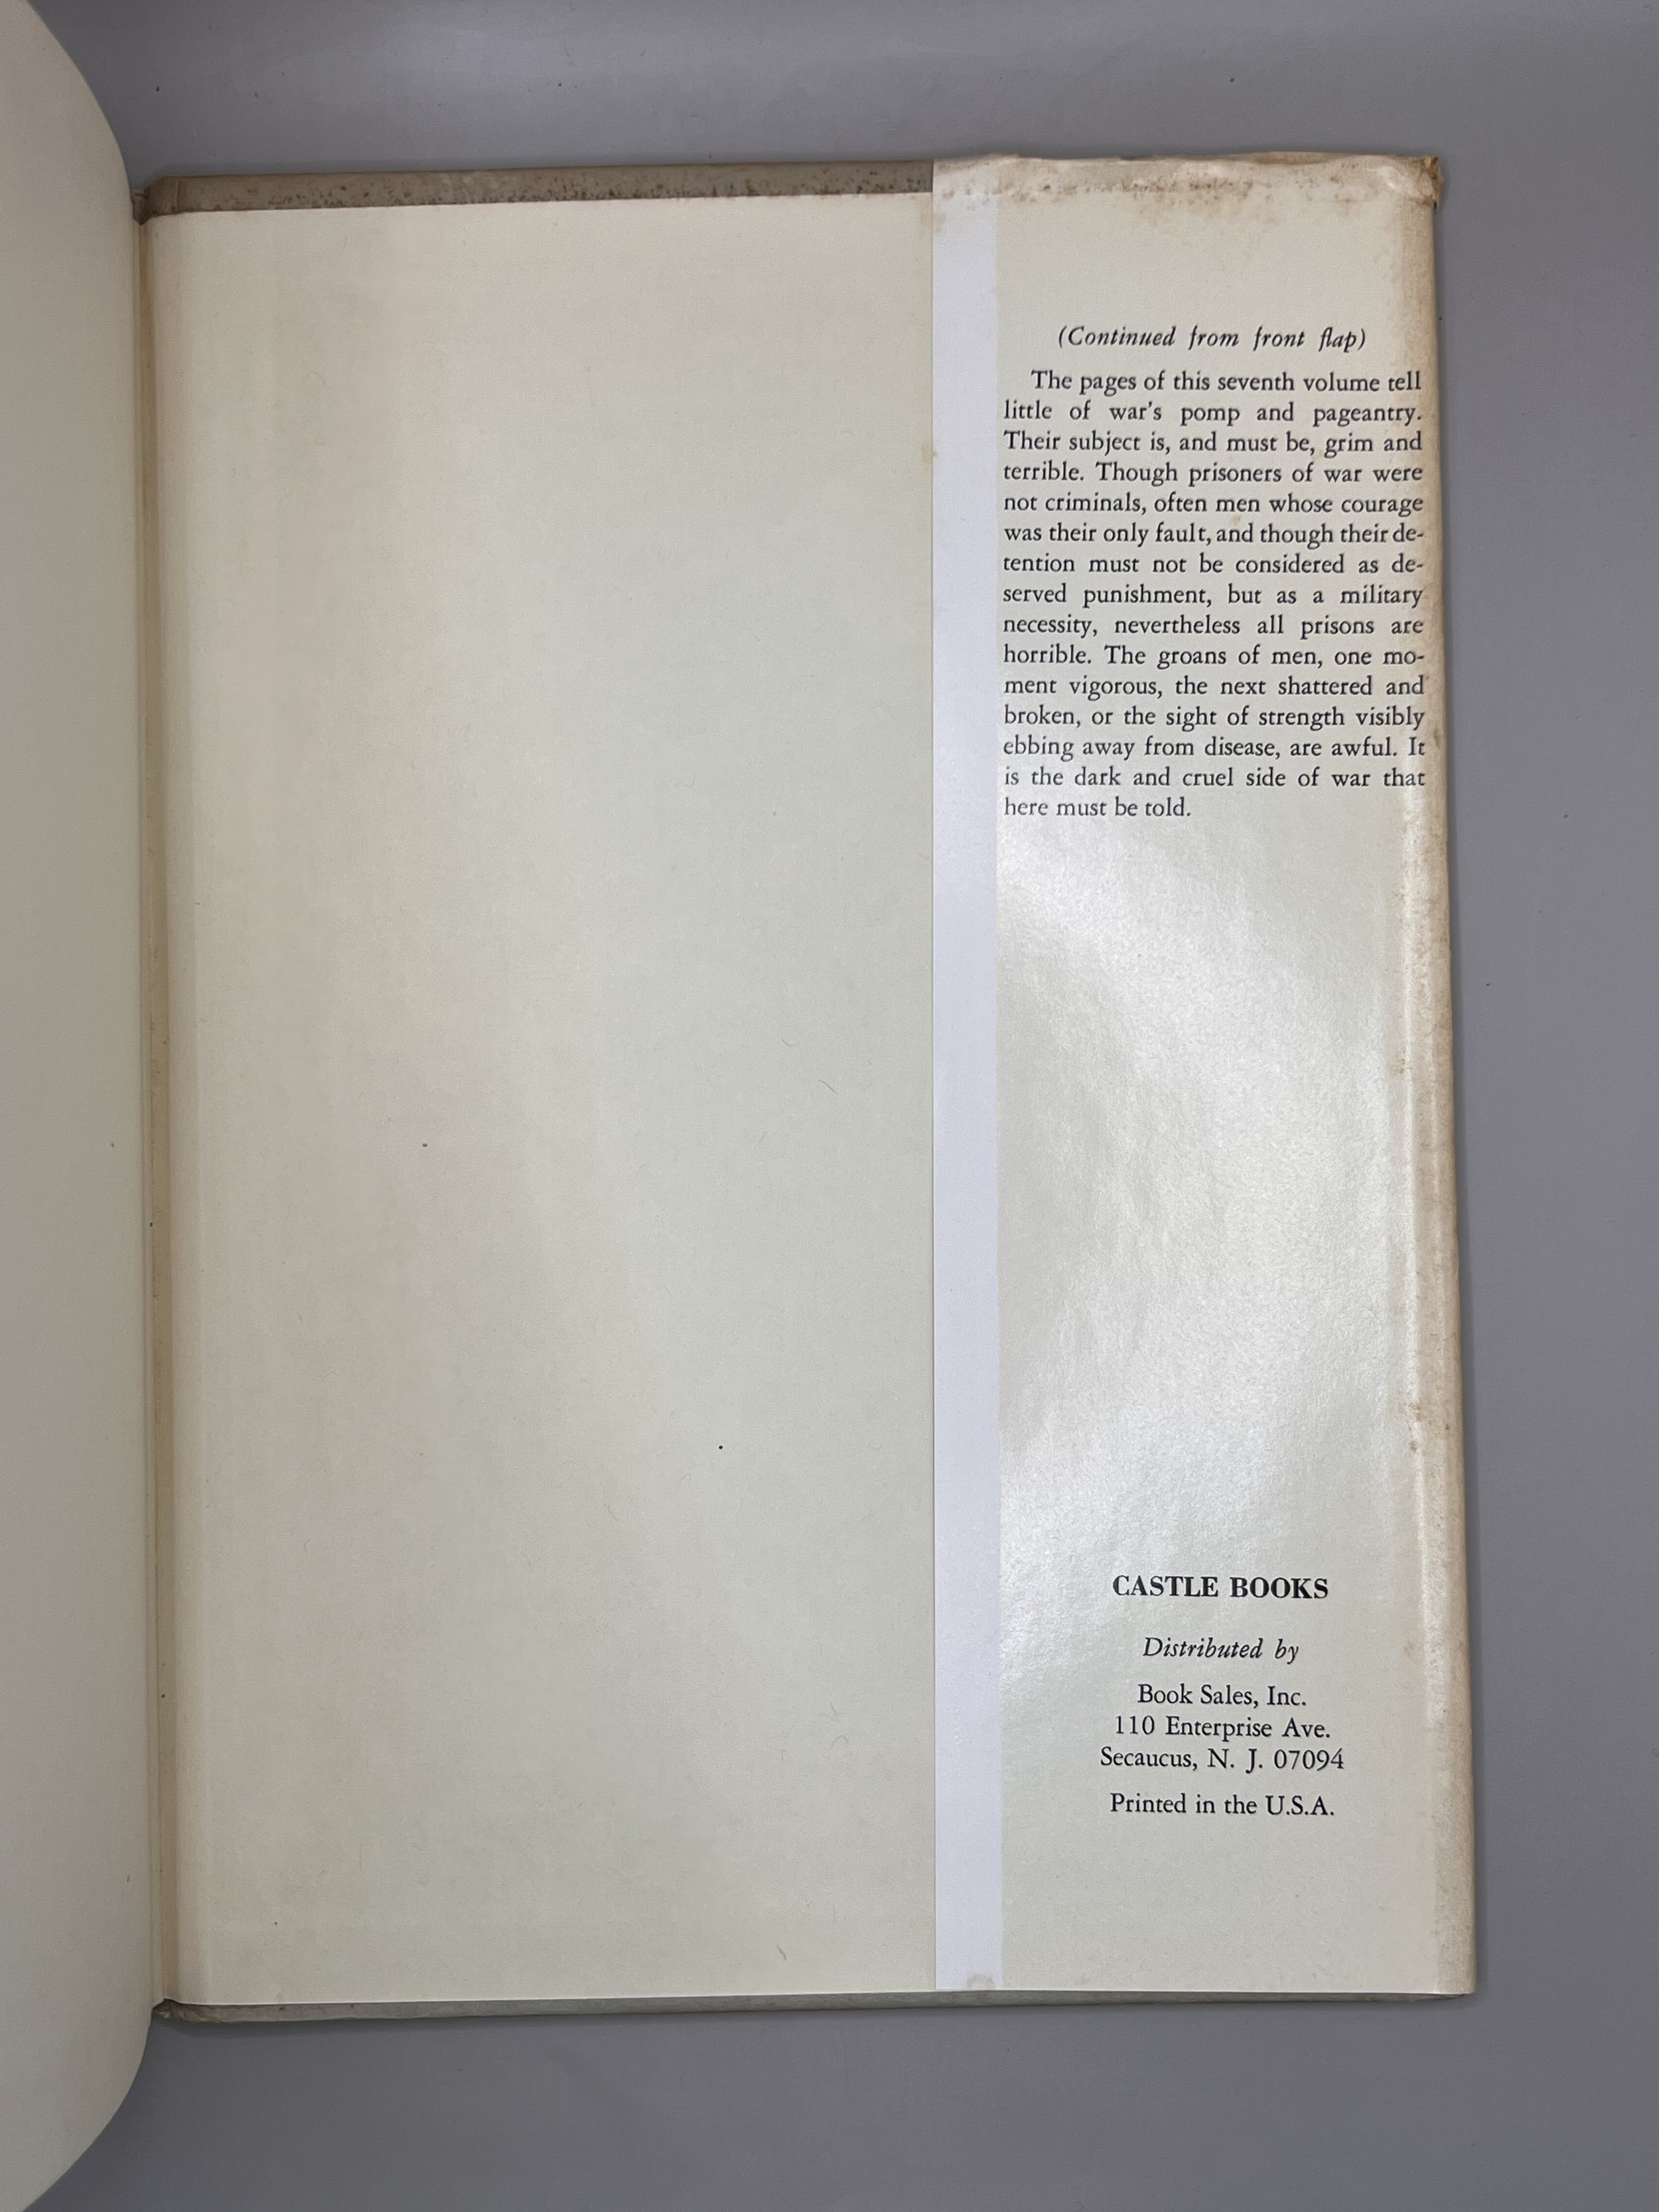 (Continued from front flap)
The pages of this seventh volume tell
little of war's pomp and pageantry.
Their subject is, and must be, grim and
terrible. Though prisoners of war were
not criminals, often men whose courage
was their only fault, and though their de-
tention must not be considered as de-
served punishment, but as a military
necessity, nevertheless all prisons are
horrible. The groans of men, one mo-
ment vigorous, the next shattered and
broken, or the sight of strength visibly
ebbing away from disease, are awful. It
is the dark and cruel side of war that
here must be told.
CASTLE BOOKS
Distributed by
Book Sales, Inc.
110 Enterprise Ave.
Secaucus, N. J. 07094
Printed in the U.S.A.